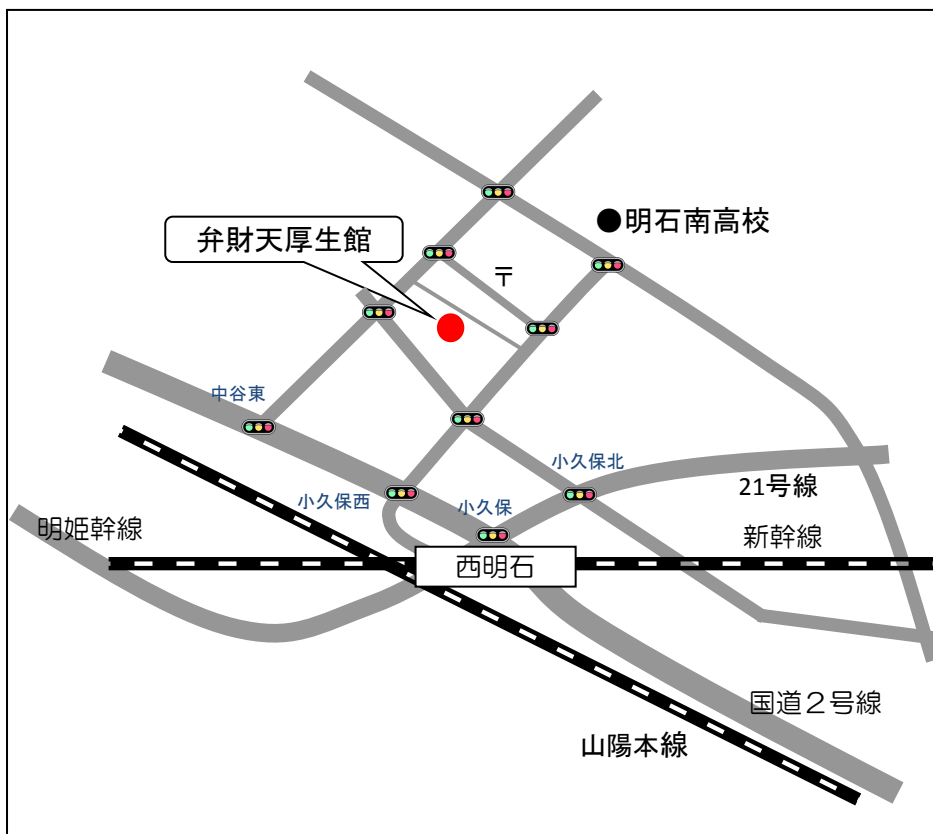 ●明石南高校
弁財天厚生館
〒
中谷東
小久保北
21号線
小久保西
小久保
明姫幹線
新幹線
西明石
国道２号線
山陽本線